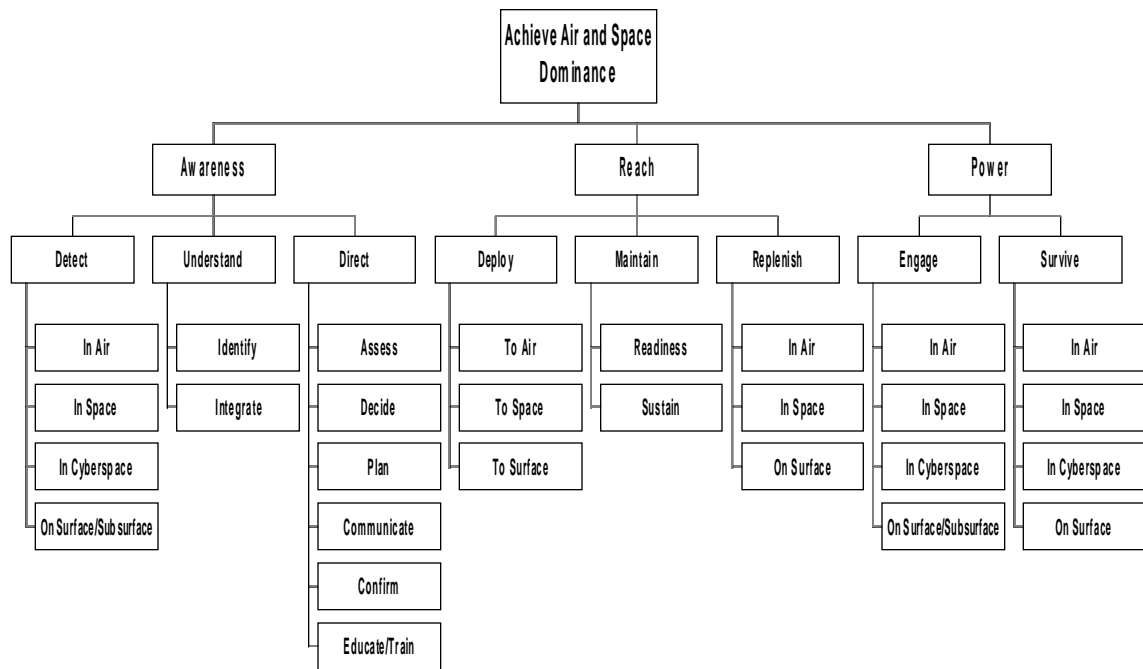 Achieve Air and Space
Dominance
Awareness
Reach
Power
Detect
Understand
Direct
Deploy
Maintain
Replenish
Engage
Survive
In Air
In Space
In Cyberspace
On Surface/Subsurface
Identify
Integrate
Assess
Decide
Plan
Communicate
Confirm
Educate/Train
To Air
To Space
To Surface
Readiness
Sustain
In Air
In Space
On Surface
In Air
In Space
In Cyberspace
On Surface/Subsurface
In Air
In Space
In Cyberspace
On Surface